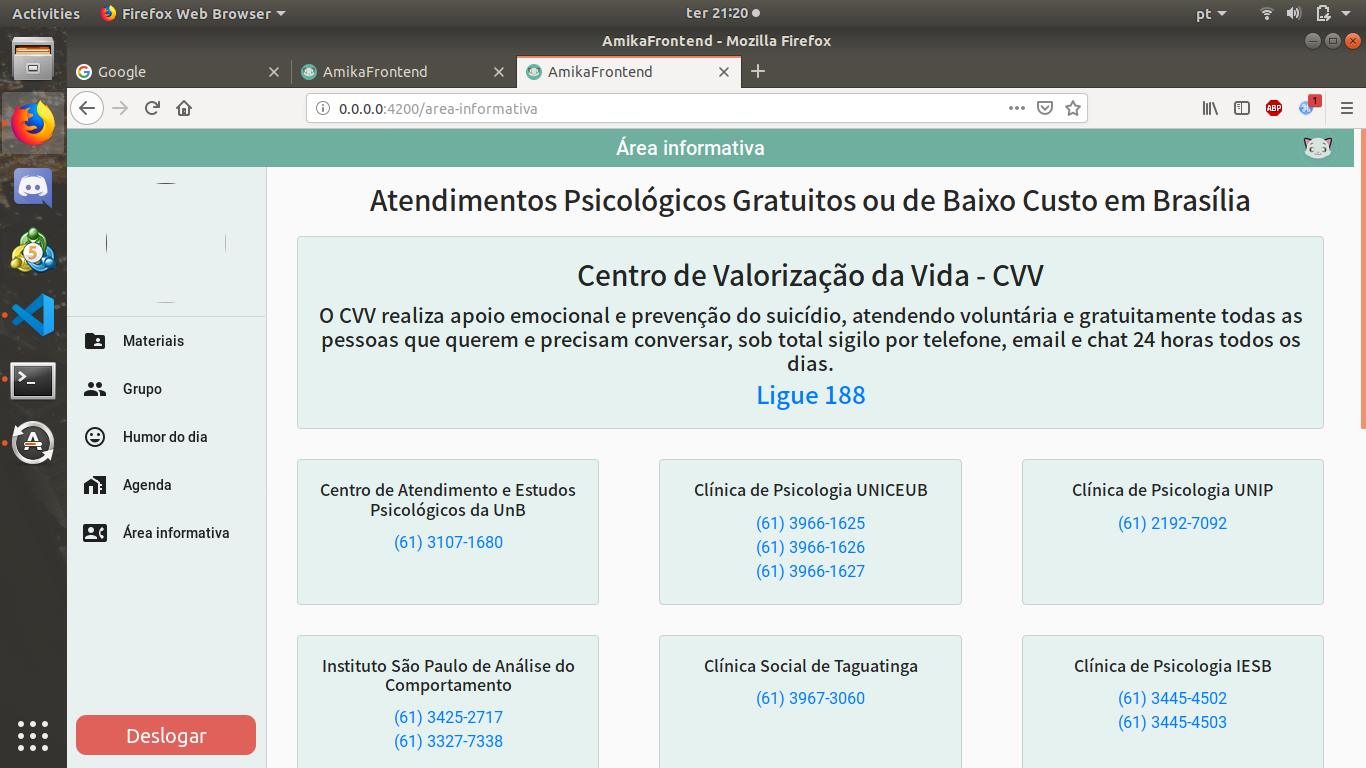 Activities
Firefox Web Browser
ter 21:20
pt
AmikaFrontend - Mozilla Firefox
Google
AmikaFrontend
AmikaFrontend
0.0.0.0:4200/area-informativa
ABP
1
5
Área informativa
Materiais
Grupo
Humor do dia
Agenda
Área informativa
Deslogar
Atendimentos Psicológicos Gratuitos ou de Baixo Custo em Brasília
Centro de Valorização da Vida - CVV
O CVV realiza apoio emocional e prevenção do suicídio, atendendo voluntária e gratuitamente todas as
pessoas que querem e precisam conversar, sob total sigilo por telefone, email e chat 24 horas todos os
dias.
Ligue 188
Centro de Atendimento e Estudos
Psicológicos da UnB
(61) 3107-1680
Clínica de Psicologia UNICEUB
(61) 3966-1625
(61) 3966-1626
(61) 3966-1627
Clínica de Psicologia UNIP
(61) 2192-7092
Instituto São Paulo de Análise do
Comportamento
(61) 3425-2717
(61) 3327-7338
Clínica Social de Taguatinga
(61) 3967-3060
Clínica de Psicologia IESB
(61) 3445-4502
(61) 3445-4503